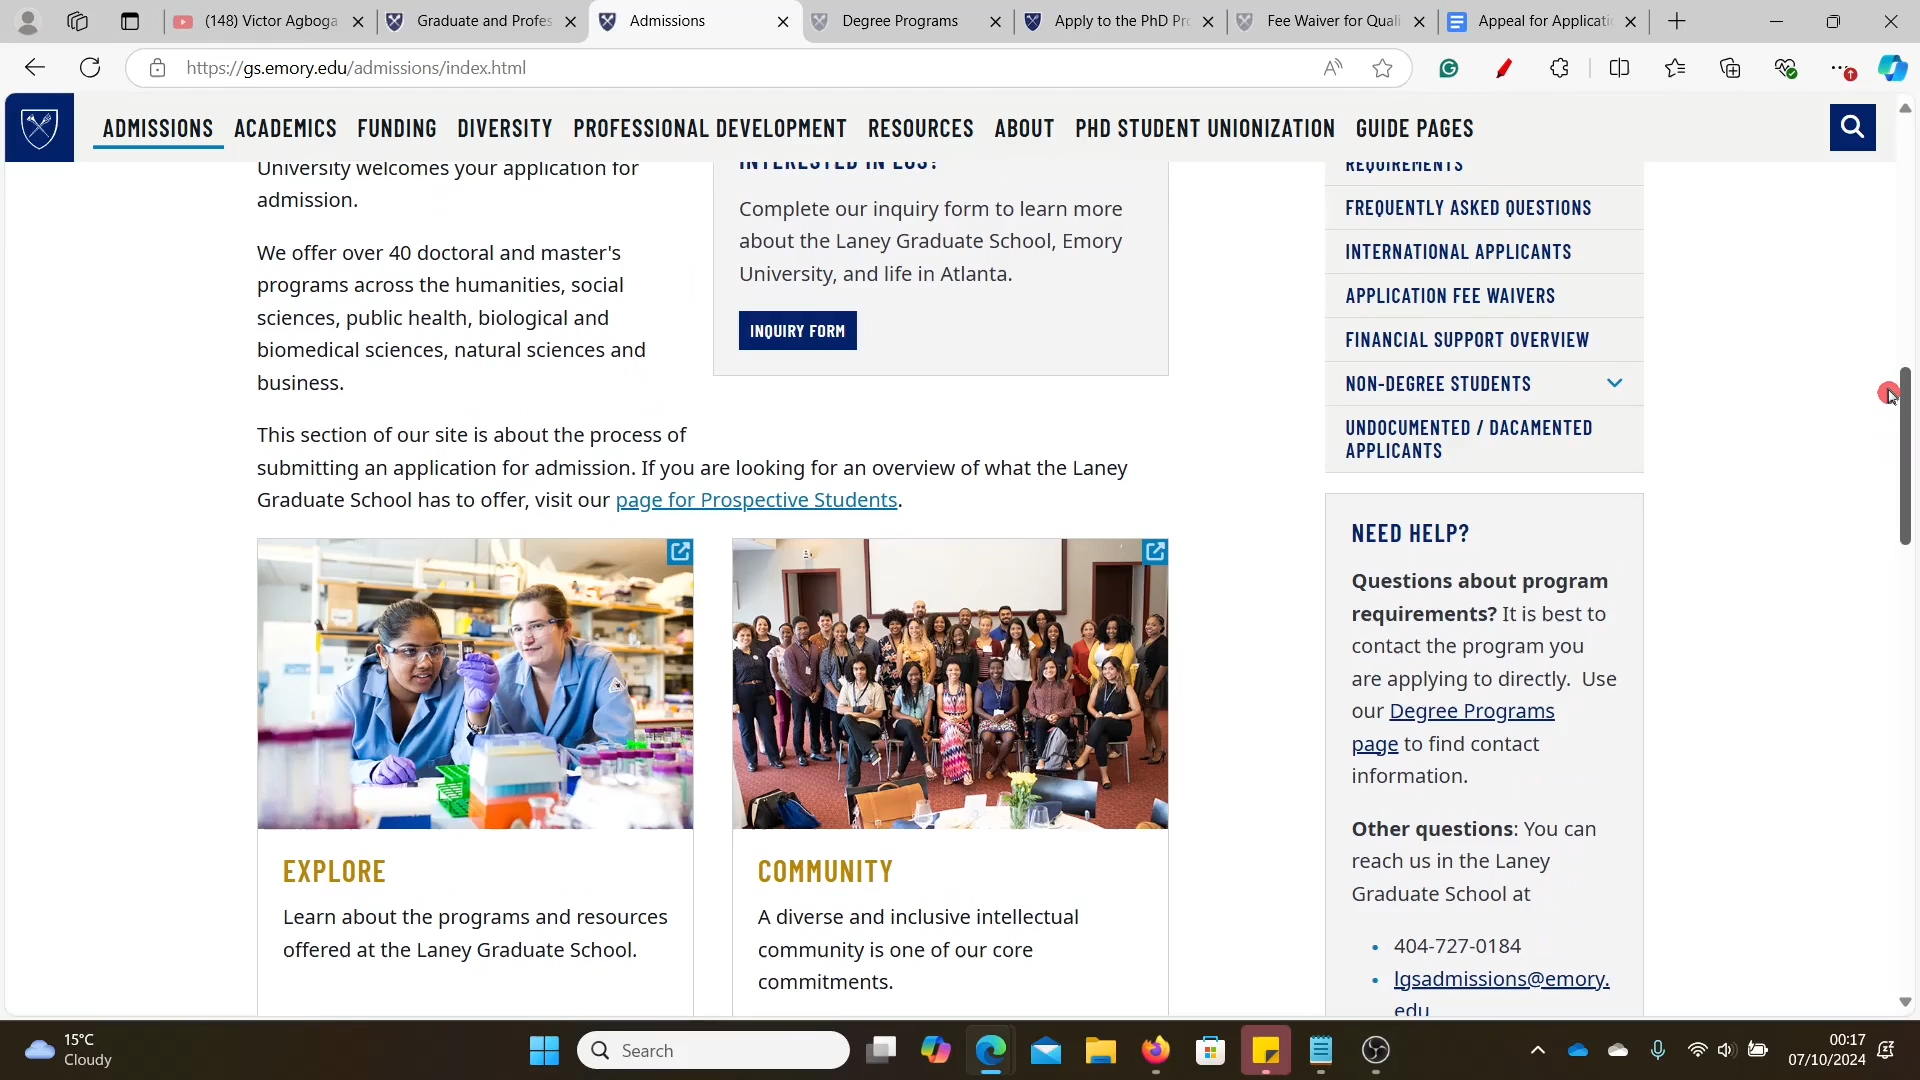 (148) Victor Agboga
Graduate and Profes
Admissions
Degree Programs
Apply to the PhD Pr
Fee Waiver for Quali
Appeal for Applicati
https://gs.emory.edu/admissions/index.html
ADMISSIONS ACADEMICS FUNDING DIVERSITY PROFESSIONAL DEVELOPMENT RESOURCES ABOUT PHD STUDENT UNIONIZATION GUIDE PAGES
University welcomes your application for
admission.
We offer over 40 doctoral and master's
programs across the humanities, social
sciences, public health, biological and
biomedical sciences, natural sciences and
business.
INTERESTED IN LGS?
Complete our inquiry form to learn more
about the Laney Graduate School, Emory
University, and life in Atlanta.
INQUIRY FORM
This section of our site is about the process of
submitting an application for admission. If you are looking for an overview of what the Laney
Graduate School has to offer, visit our page for Prospective Students.
EXPLORE
Learn about the programs and resources
offered at the Laney Graduate School.
COMMUNITY
A diverse and inclusive intellectual
community is one of our core
commitments.
REQUIREMENTS
FREQUENTLY ASKED QUESTIONS
INTERNATIONAL APPLICANTS
APPLICATION FEE WAIVERS
FINANCIAL SUPPORT OVERVIEW
NON-DEGREE STUDENTS
UNDOCUMENTED / DACAMENTED
APPLICANTS
NEED HELP?
Questions about program
requirements? It is best to
contact the program you
are applying to directly. Use
our Degree Programs
page to find contact
information.
Other questions: You can
reach us in the Laney
Graduate School at
• 404-727-0184
• lgsadmissions@emory.
edu
15°C
Cloudy
Search
00:17
07/10/2024